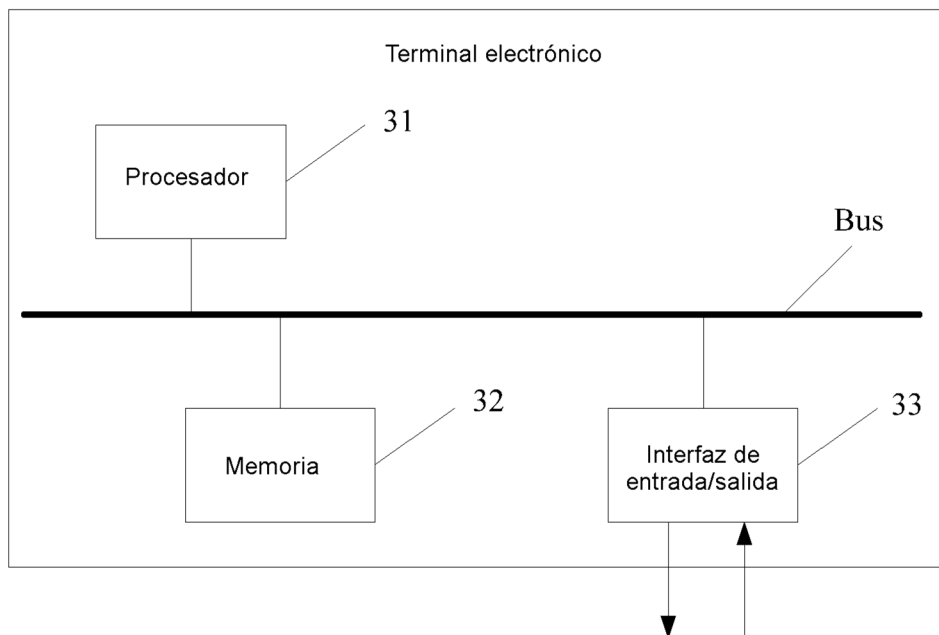 Terminal electrónico
31
Procesador
Bus
32
33
Memoria
Interfaz de
entrada/salida